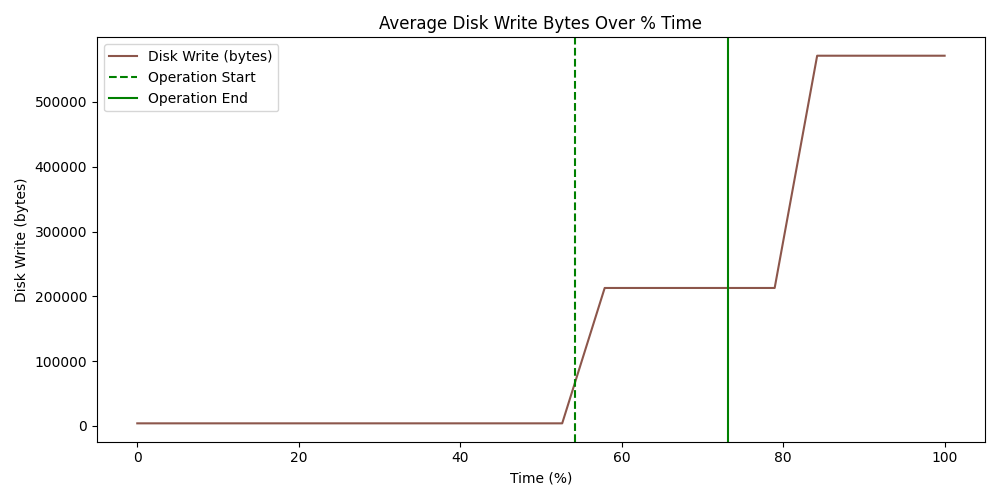 Average Disk Write Bytes Over % Time
Disk Write (bytes)
Operation Start
Operation End
Disk Write (bytes)
500000
400000
300000
200000
100000
0
0 20 40 60 80 100
Time (%)